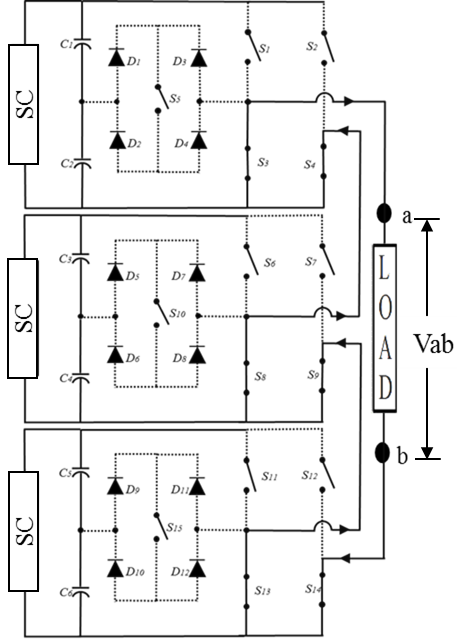 C1
S1
S2
D1
D3
SC
S5
D2
D4
C2
S3
S4
a
C3
S6
S7
D5
D7
L
SC
S10
O
Vab
D6
D8
A
C4
S8
S9
D
b
C5
S11
S12
D9
D11
SC
S15
D10
D12
C6
S13
S14